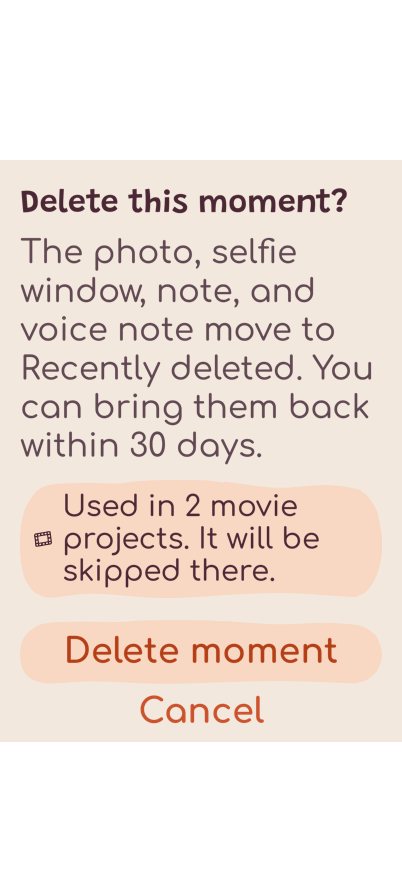 Delete this moment?
The photo, selfie
window, note, and
voice note move to
Recently deleted. You
can bring them back
within 30 days.
Used in 2 movie
projects. It will be
skipped there.
Delete moment
Cancel